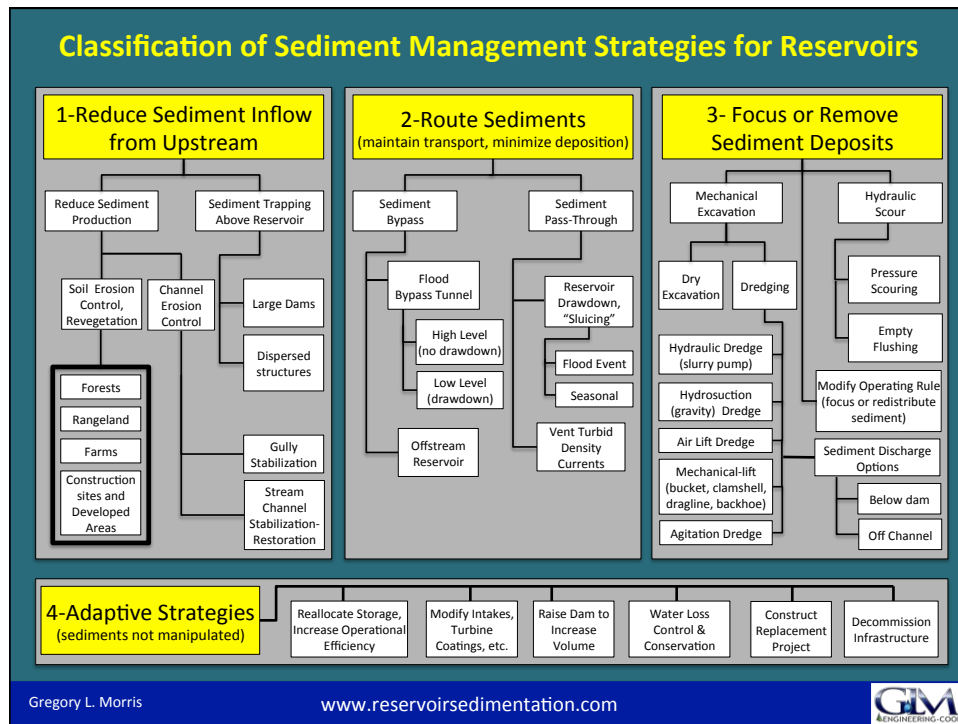 Classification of Sediment Management Strategies for Reservoirs
1-Reduce Sediment Inflow
from Upstream
Reduce Sediment
Production
Sediment Trapping
Above Reservoir
Soil Erosion
Control,
Revegetation
Channel
Erosion
Control
Large Dams
Dispersed
structures
Forests
Rangeland
Farms
Construction
sites and
Developed
Areas
Gully
Stabilization
Stream
Channel
Stabilization-
Restoration
2-Route Sediments
(maintain transport, minimize deposition)
Sediment
Bypass
Sediment
Pass-Through
Flood
Bypass Tunnel
High Level
(no drawdown)
Low Level
(drawdown)
Offstream
Reservoir
Reservoir
Drawdown,
“Sluicing”
Flood Event
Seasonal
Vent Turbid
Density
Currents
3- Focus or Remove
Sediment Deposits
Mechanical
Excavation
Hydraulic
Scour
Dry
Excavation
Dredging
Pressure
Scouring
Empty
Flushing
Hydraulic Dredge
(slurry pump)
Hydrosuction
(gravity) Dredge
Air Lift Dredge
Mechanical-lift
(bucket, clamshell,
dragline, backhoe)
Agitation Dredge
Modify Operating Rule
(focus or redistribute
sediment)
Sediment Discharge
Options
Below dam
Off Channel
4-Adaptive Strategies
(sediments not manipulated)
Reallocate Storage,
Increase Operational
Efficiency
Modify Intakes,
Turbine
Coatings, etc.
Raise Dam to
Increase
Volume
Water Loss
Control &
Conservation
Construct
Replacement
Project
Decommission
Infrastructure
Gregory L. Morris
www.reservoirsedimentation.com
GLM
ENGINEERING-COO